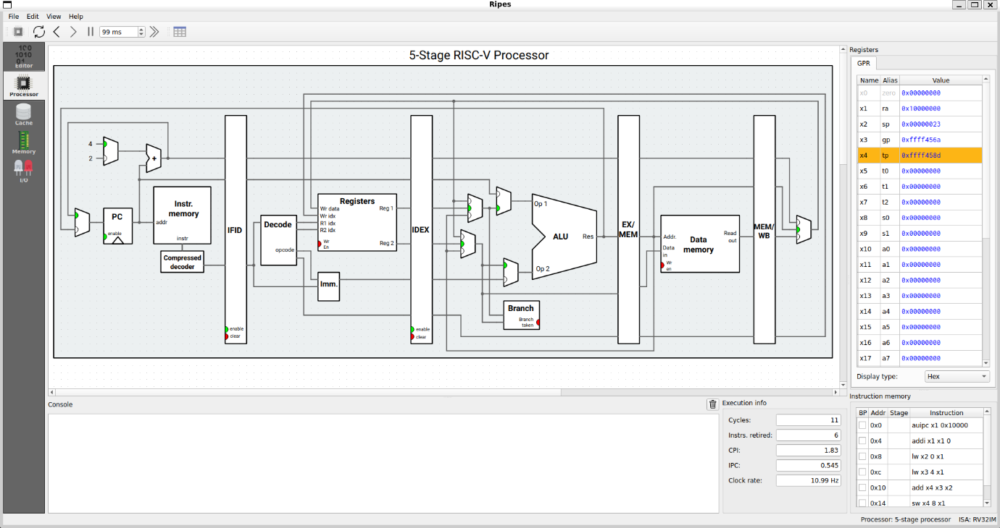 Ripes
File Edit View Help
99 ms
100
1010
01
Editor
Processor
Cache
Memory
I/O
5-Stage RISC-V Processor
4
2
+
PC
enable
Instr.
memory
addr
instr
Compressed
decoder
IFID
enable
clear
Decode
opcode
Registers
Wr data
Wr idx
R1 idx
R2 idx
Wr
En
Reg 1
Reg 2
Imm.
IDEX
enable
clear
Op 1
ALU
Res
Op 2
Branch
Branch
taken
EX/
MEM
Addr.
Data
in
Wr
en
Data
memory
Read
out
MEM/
WB
Console
Execution info
Cycles: 11
Instrs. retired: 6
CPI: 1.83
IPC: 0.545
Clock rate: 10.99 Hz
Registers
GPR
Name Alias Value
x0 zero 0x00000000
x1 ra 0x10000000
x2 sp 0x00000023
x3 gp 0xffff456a
x4 tp 0xffff458d
x5 t0 0x00000000
x6 t1 0x00000000
x7 t2 0x00000000
x8 s0 0x00000000
x9 s1 0x00000000
x10 a0 0x00000000
x11 a1 0x00000000
x12 a2 0x00000000
x13 a3 0x00000000
x14 a4 0x00000000
x15 a5 0x00000000
x16 a6 0x00000000
x17 a7 0x00000000
Display type: Hex
Instruction memory
BP Addr Stage Instruction
0x0 auipc x1 0x10000
0x4 addi x1 x1 0
0x8 lw x2 0 x1
0xc lw x3 4 x1
0x10 add x4 x3 x2
0x14 sw x4 8 x1
Processor: 5-stage processor ISA: RV32IM